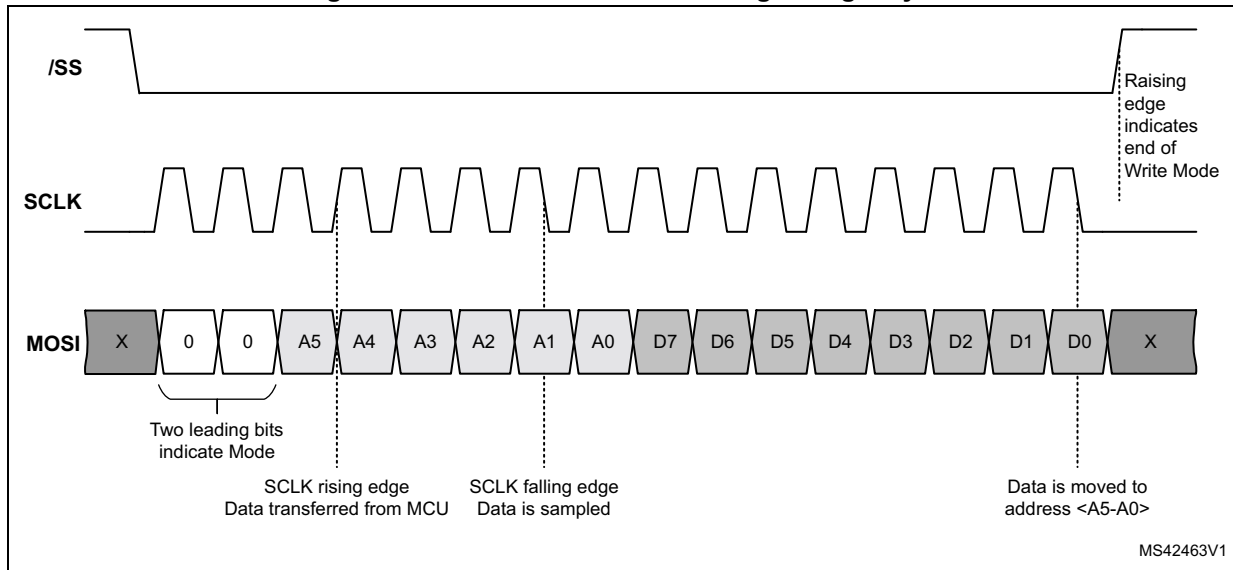 /SS
Raising
edge
indicates
end of
Write Mode
SCLK
MOSI X 0 0 A5 A4 A3 A2 A1 A0 D7 D6 D5 D4 D3 D2 D1 D0 X
Two leading bits
indicate Mode
SCLK rising edge
Data transferred from MCU
SCLK falling edge
Data is sampled
Data is moved to
address <A5-A0>
MS42463V1